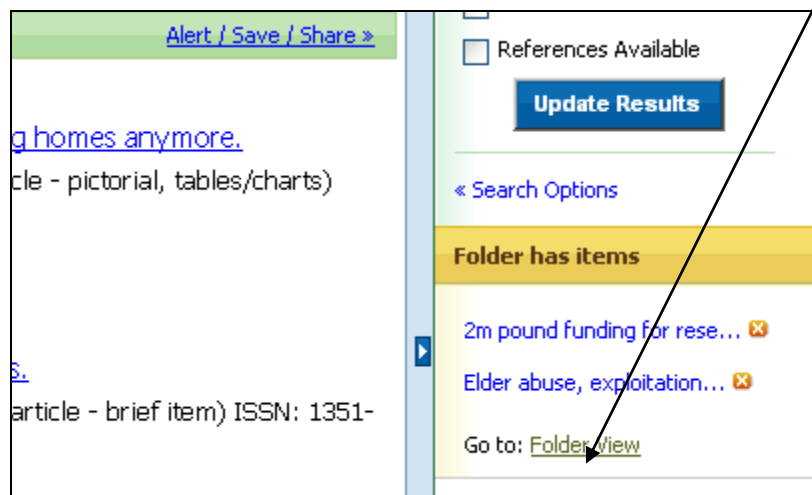 Alert / Save / Share »
g homes anymore.
cle - pictorial, tables/charts)
s.
article - brief item) ISSN: 1351-
References Available
Update Results
« Search Options
Folder has items
2m pound funding for rese...
Elder abuse, exploitation...
Go to: Folder View